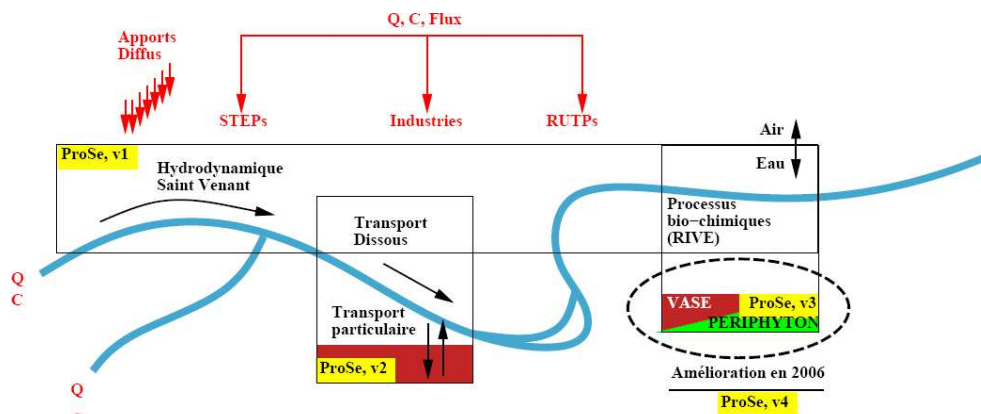 Q, C, Flux
Apports
Diffus
STEPs
Industries
RUTPs
Air
Eau
ProSe, v1
Hydrodynamique
Saint Venant
Transport
Dissous
Processus
bio-chimiques
(RIVE)
Q
C
Transport
particulaire
ProSe, v2
VASE
ProSe, v3
PERIPHYTON
Amélioration en 2006
ProSe, v4
Q